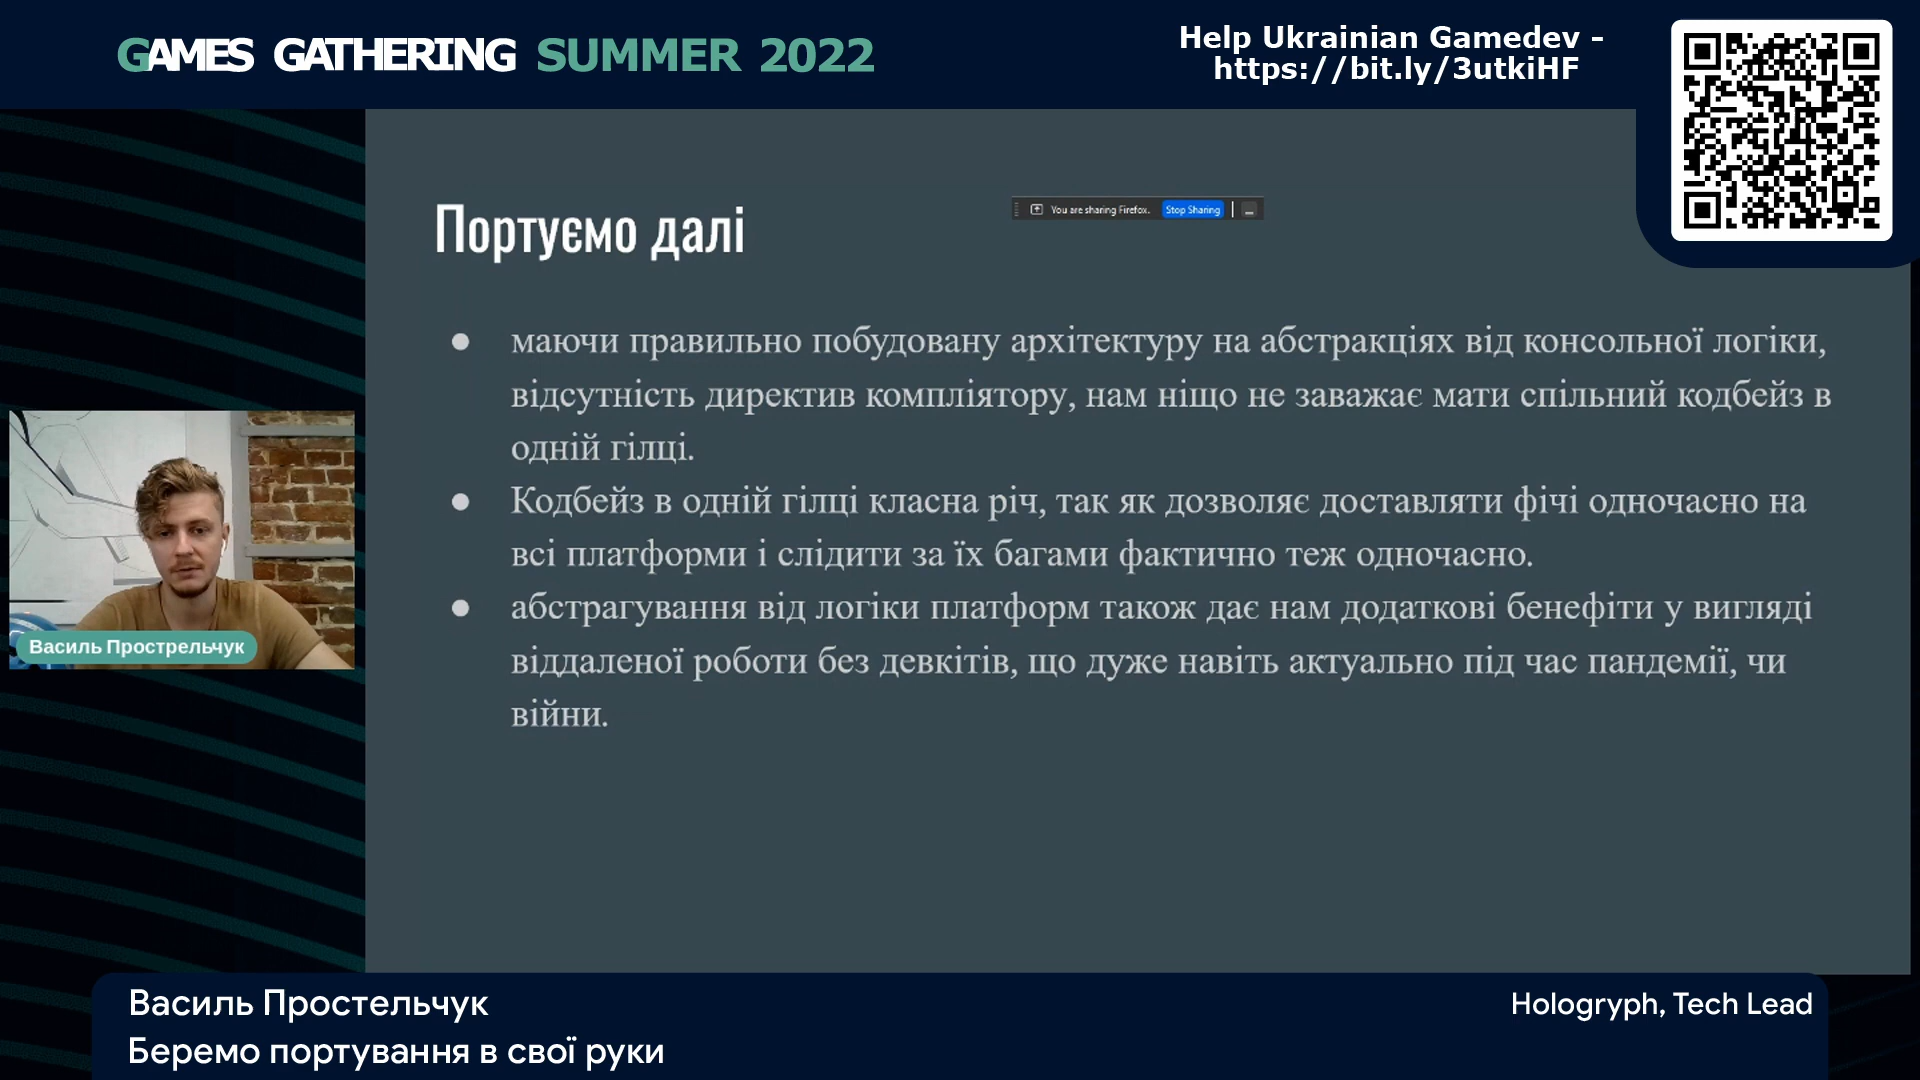 GAMES GATHERING SUMMER 2022
Help Ukrainian Gamedev -
https://bit.ly/3utkiHF
You are sharing Firefox. Stop Sharing
Портуємо далі
● маючи правильно побудовану архітектуру на абстракціях від консольної логіки,
відсутність директив компліятору, нам ніщо не заважає мати спільний кодбейз в
одній гілці.
● Кодбейз в одній гілці класна річ, так як дозволяє доставляти фічі одночасно на
всі платформи і слідити за їх багами фактично теж одночасно.
● абстрагування від логіки платформ також дає нам додаткові бенефіти у вигляді
віддаленої роботи без девкітів, що дуже навіть актуально під час пандемії, чи
війни.
Василь Прострельчук
Василь Простельчук
Hologryph, Tech Lead
Беремо портування в свої руки